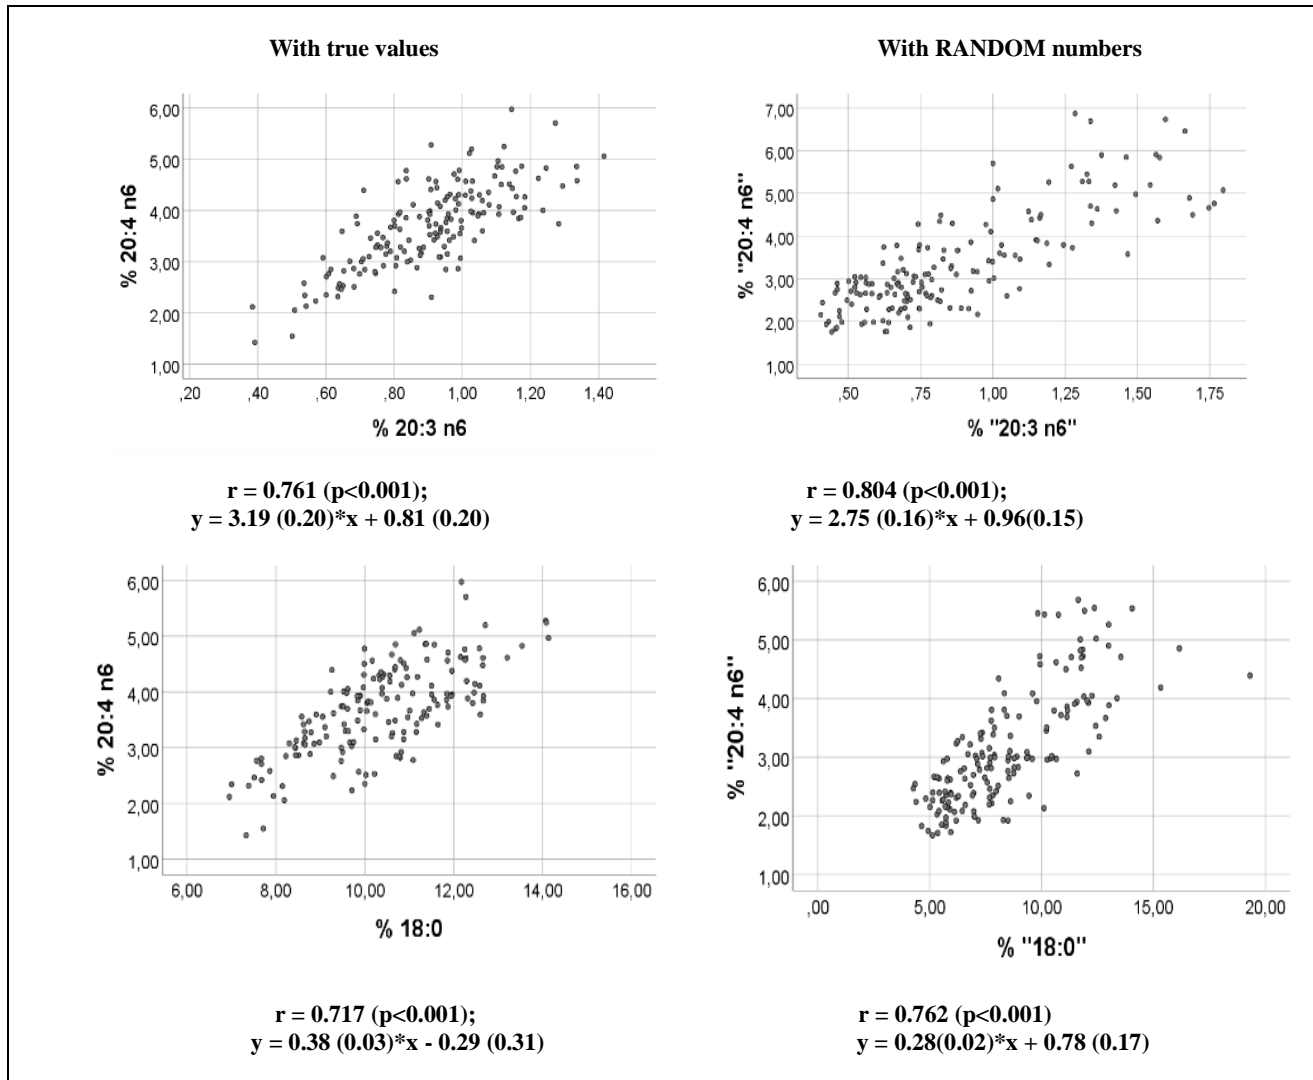 With true values
With RANDOM numbers
6,00
5,00
4,00
3,00
2,00
1,00
% 20:4 n6
,20 ,40 ,60 ,80 1,00 1,20 1,40
% 20:3 n6
7,00
6,00
5,00
4,00
3,00
2,00
1,00
% "20:4 n6"
,50 ,75 1,00 1,25 1,50 1,75
% "20:3 n6"
r = 0.761 (p<0.001);
y = 3.19 (0.20)*x + 0.81 (0.20)
r = 0.804 (p<0.001);
y = 2.75 (0.16)*x + 0.96(0.15)
6,00
5,00
4,00
3,00
2,00
1,00
% 20:4 n6
6,00 8,00 10,00 12,00 14,00 16,00
% 18:0
6,00
5,00
4,00
3,00
2,00
1,00
% "20:4 n6"
,00 5,00 10,00 15,00 20,00
% "18:0"
r = 0.717 (p<0.001);
y = 0.38 (0.03)*x - 0.29 (0.31)
r = 0.762 (p<0.001)
y = 0.28(0.02)*x + 0.78 (0.17)